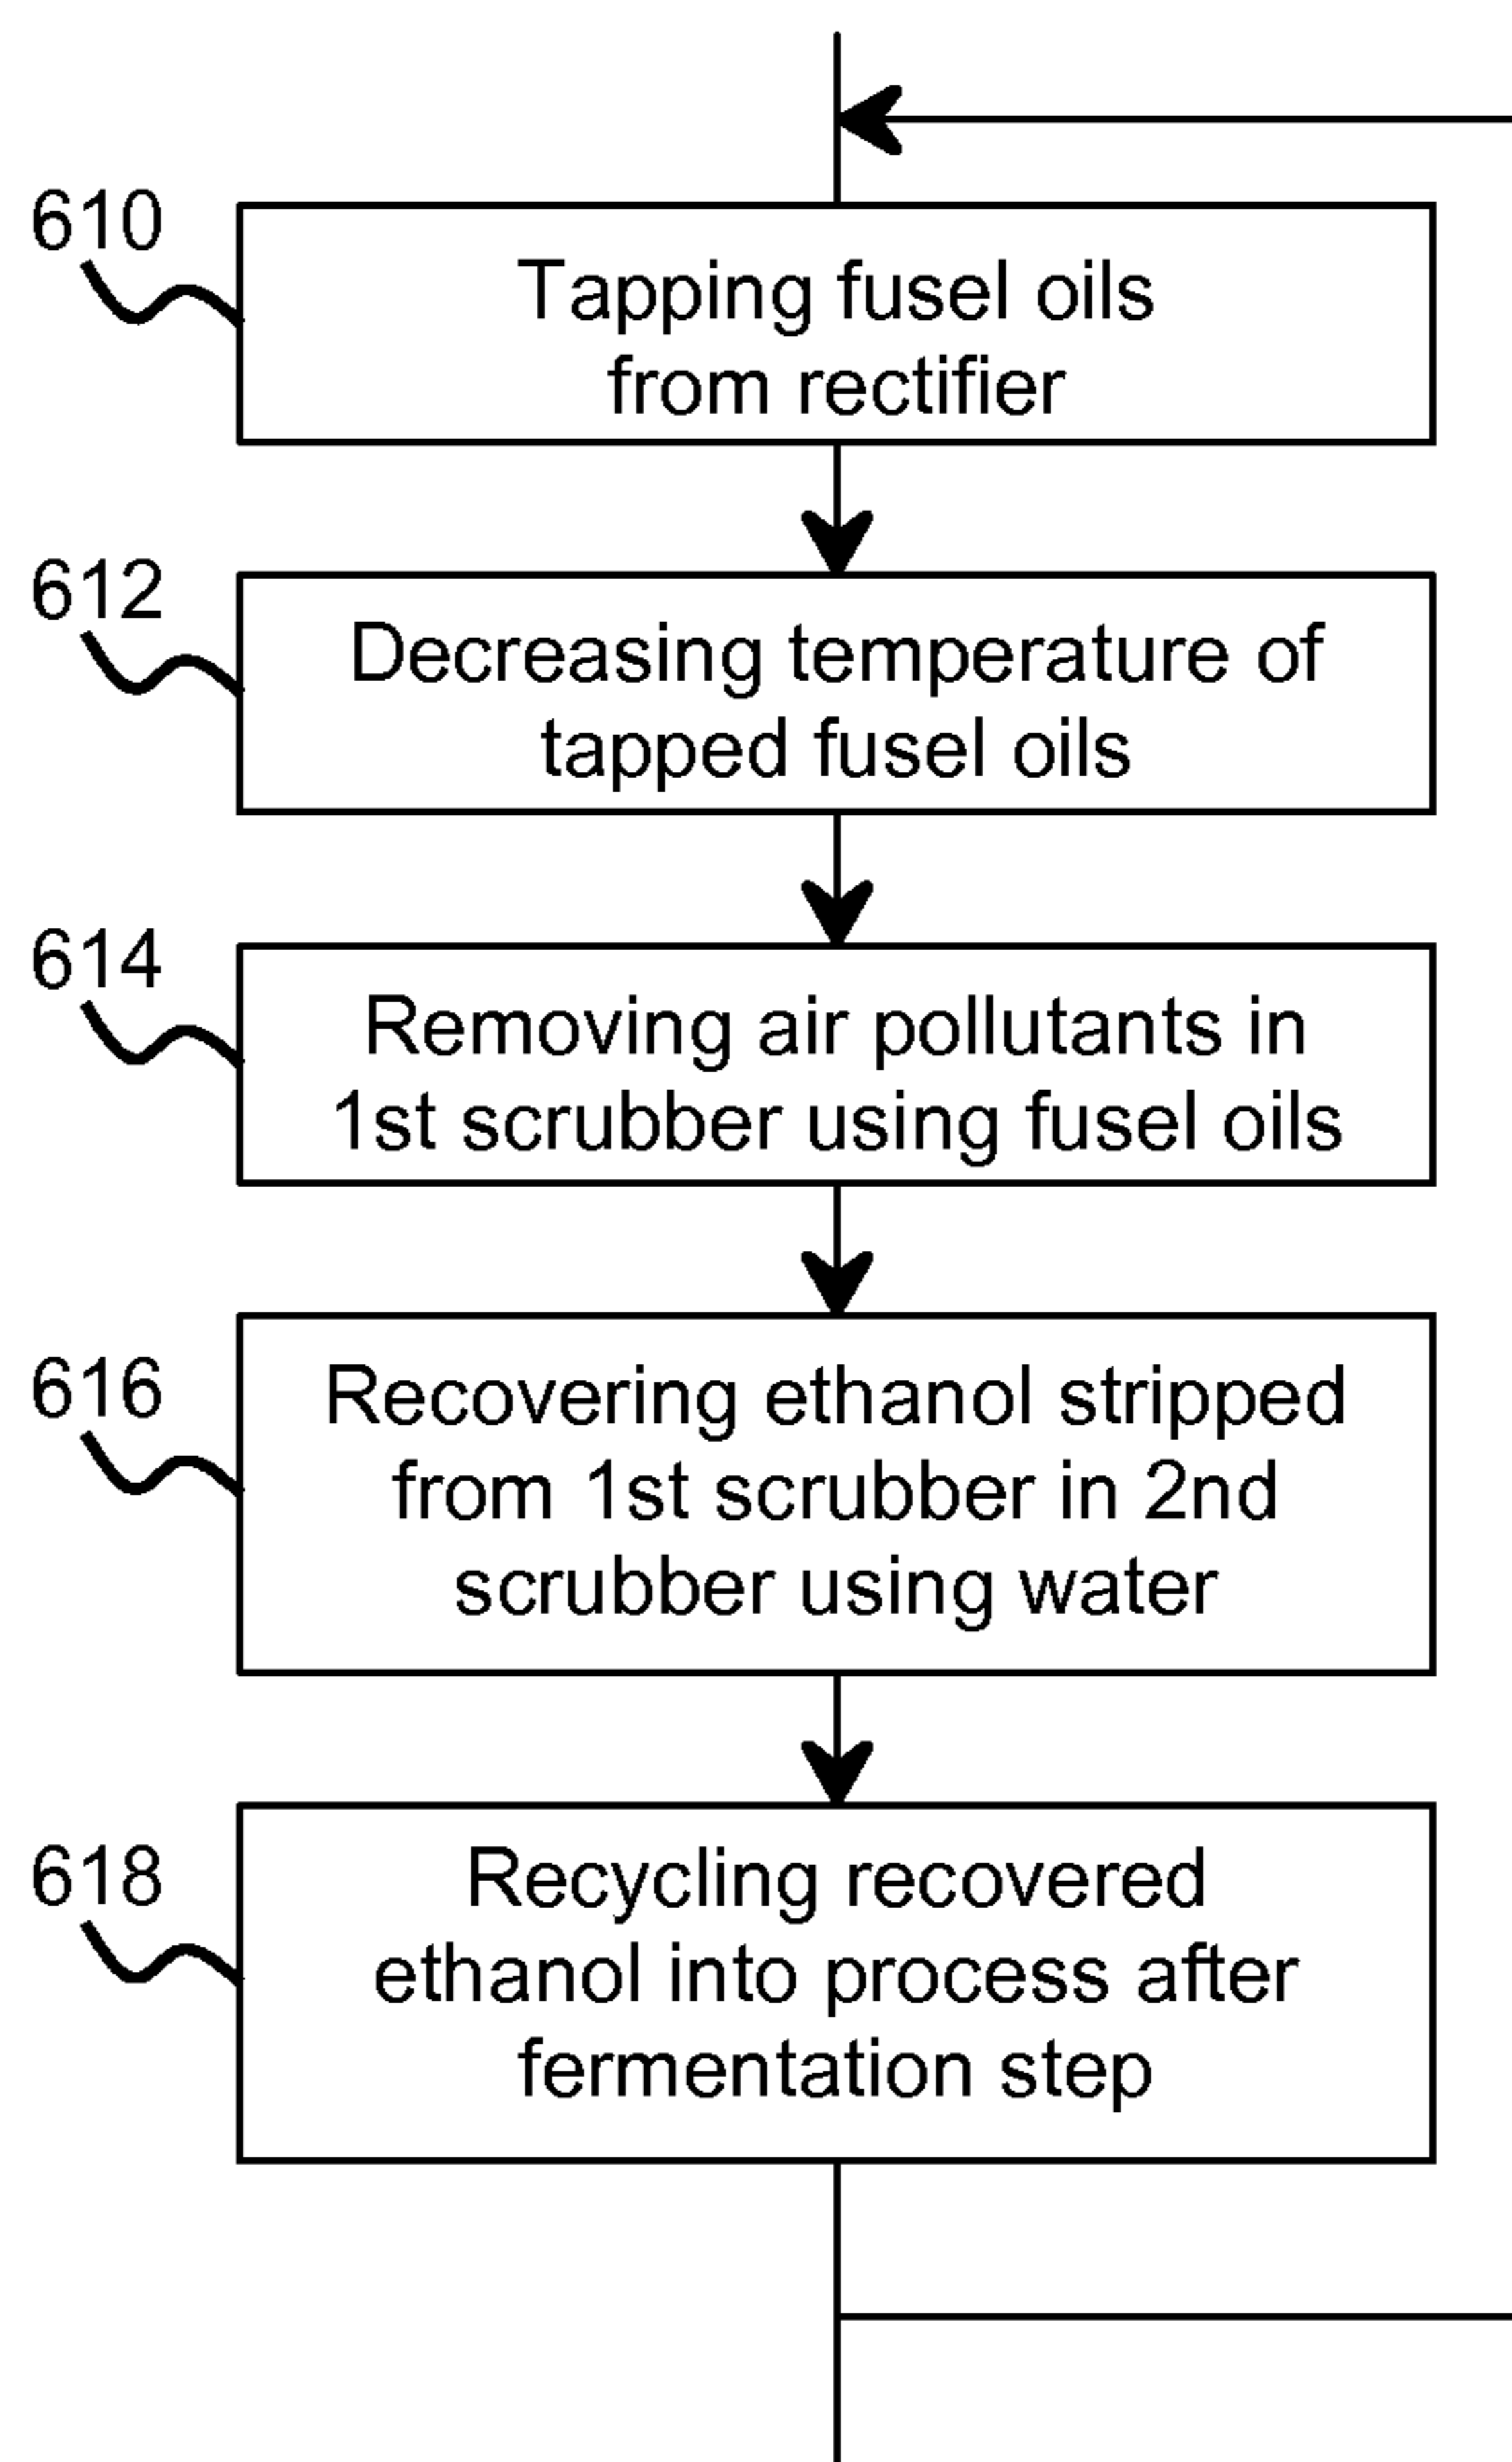 610
Tapping fusel oils
from rectifier
612
Decreasing temperature of
tapped fusel oils
614
Removing air pollutants in
1st scrubber using fusel oils
616
Recovering ethanol stripped
from 1st scrubber in 2nd
scrubber using water
618
Recycling recovered
ethanol into process after
fermentation step